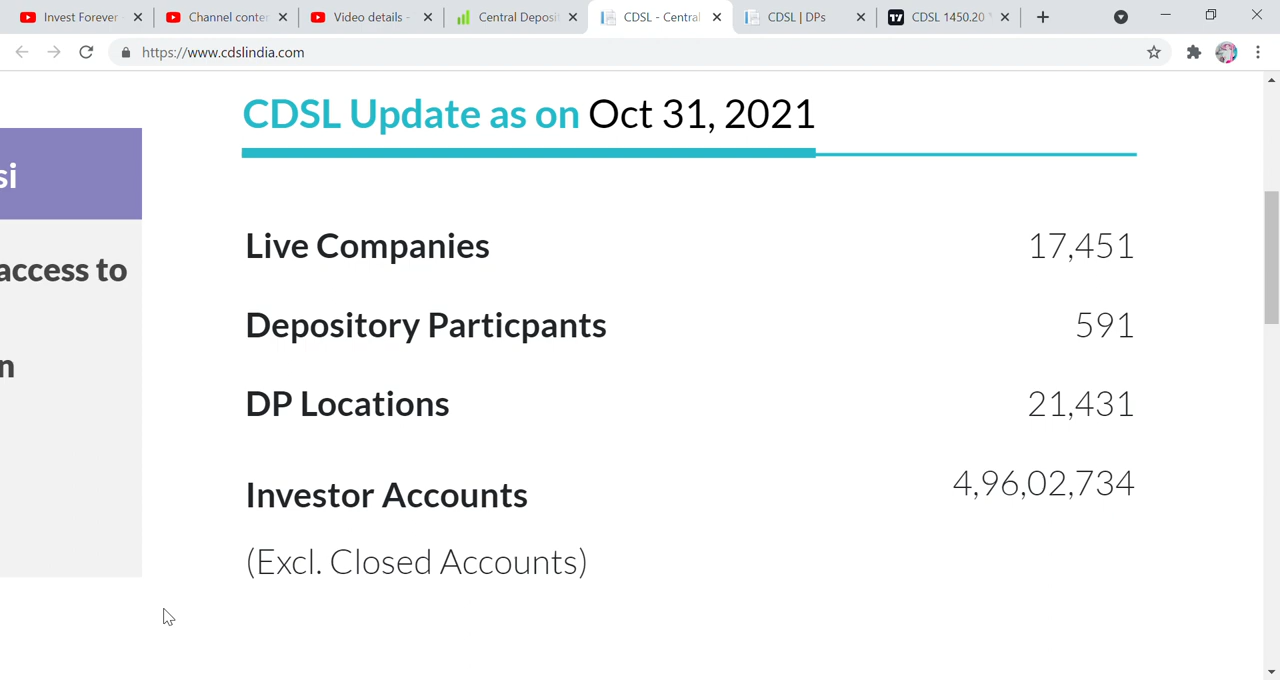 Invest Forever
Channel conte
Video details -
Central Deposi
CDSL - Central
CDSL | DPs
CDSL 1450.20
https://www.cdslindia.com
CDSL Update as on Oct 31, 2021
si
Live Companies 17,451
access to
Depository Particpants 591
n
DP Locations 21,431
Investor Accounts 4,96,02,734
(Excl. Closed Accounts)